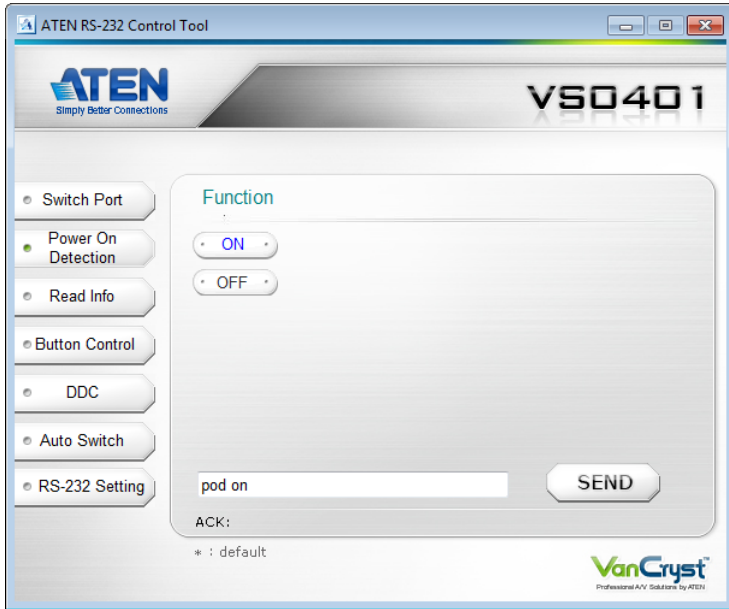 ATEN RS-232 Control Tool
ATEN
Simply Better Connections
VS0401
Switch Port
Power On
Detection
Read Info
Button Control
DDC
Auto Switch
RS-232 Setting
Function
ON
OFF
pod on
SEND
ACK:
* : default
VanCryst™
Professional A/V Solutions by ATEN